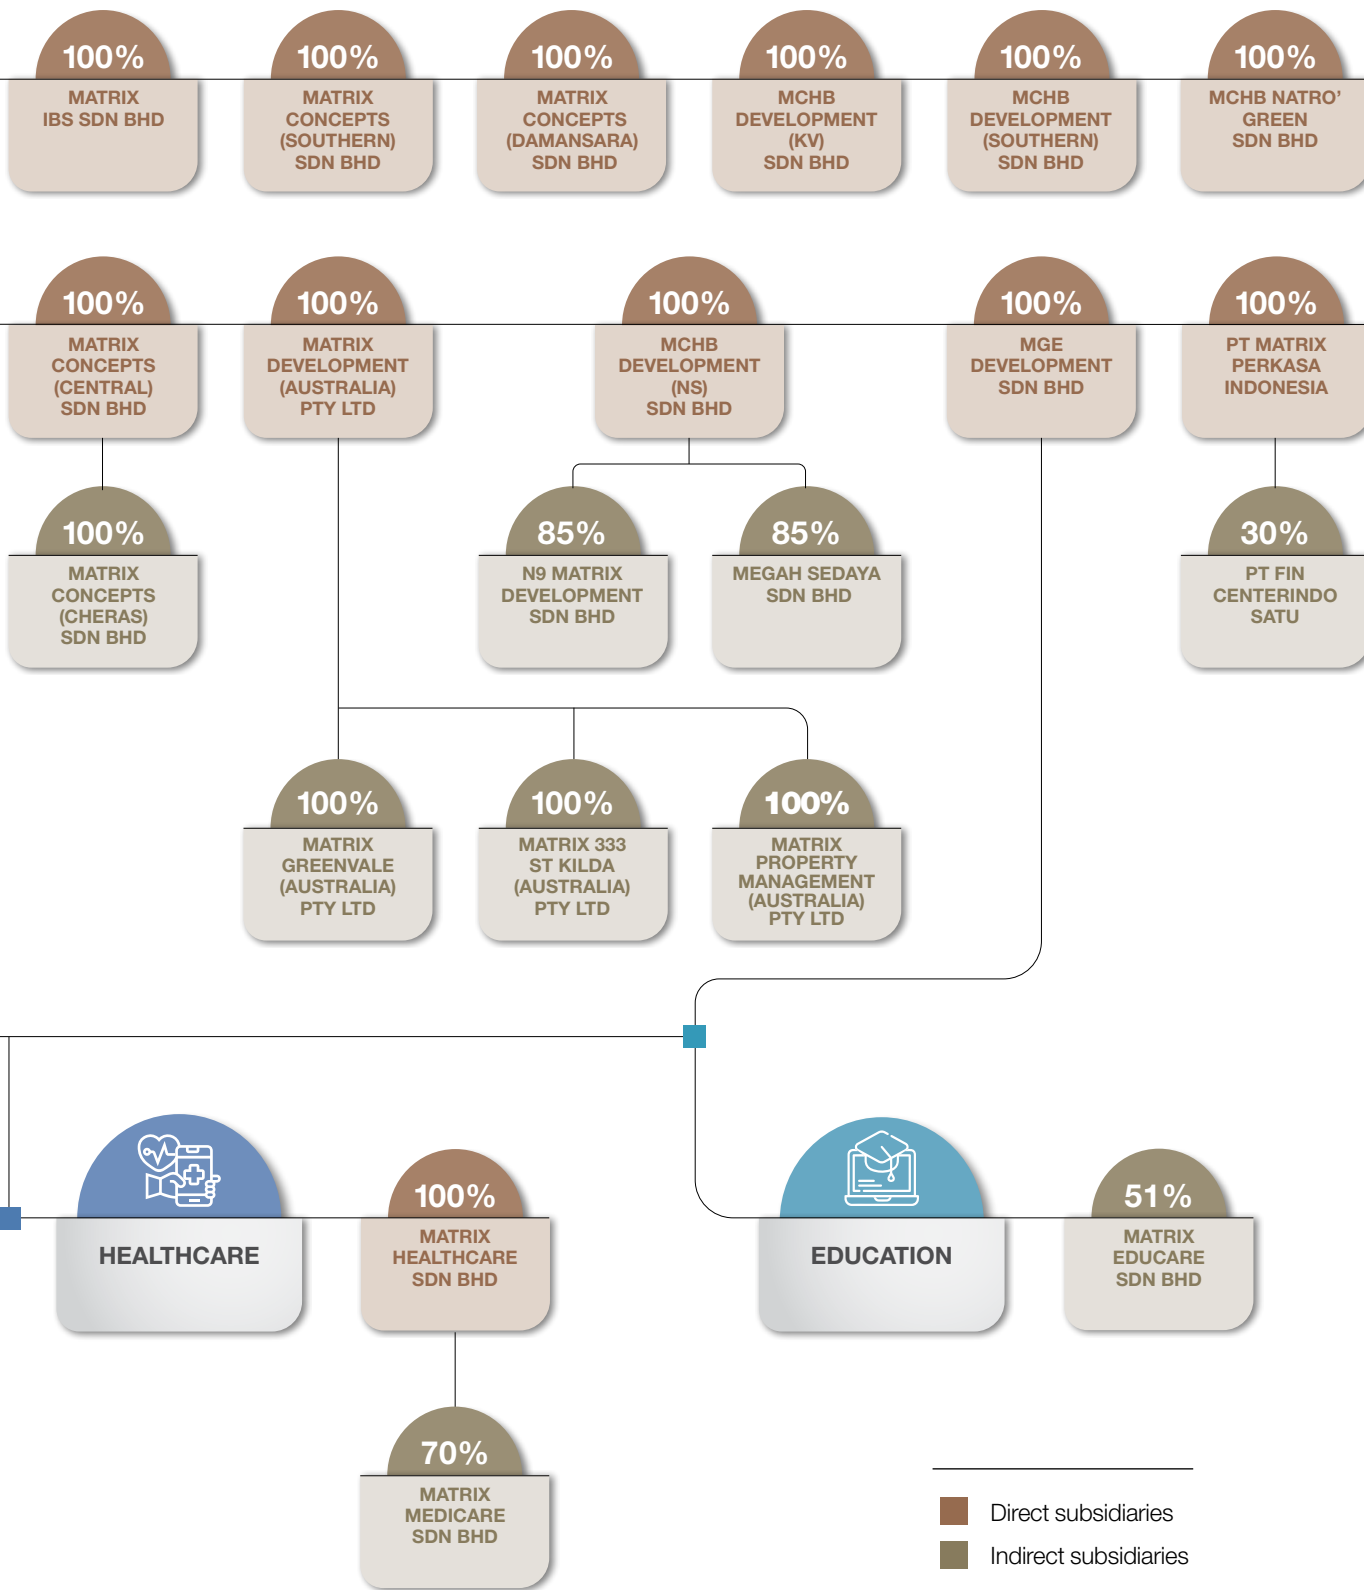 100%
MATRIX
IBS SDN BHD
100%
MATRIX
CONCEPTS
(SOUTHERN)
SDN BHD
100%
MATRIX
CONCEPTS
(DAMANSARA)
SDN BHD
100%
MCHB
DEVELOPMENT
(KV)
SDN BHD
100%
MCHB
DEVELOPMENT
(SOUTHERN)
SDN BHD
100%
MCHB NATRO'
GREEN
SDN BHD
100%
MATRIX
CONCEPTS
(CENTRAL)
SDN BHD
100%
MATRIX
DEVELOPMENT
(AUSTRALIA)
PTY LTD
100%
MCHB
DEVELOPMENT
(NS)
SDN BHD
100%
MGE
DEVELOPMENT
SDN BHD
100%
PT MATRIX
PERKASA
INDONESIA
100%
MATRIX
CONCEPTS
(CHERAS)
SDN BHD
85%
N9 MATRIX
DEVELOPMENT
SDN BHD
85%
MEGAH SEDAYA
SDN BHD
30%
PT FIN
CENTERINDO
SATU
100%
MATRIX
GREENVALE
(AUSTRALIA)
PTY LTD
100%
MATRIX 333
ST KILDA
(AUSTRALIA)
PTY LTD
100%
MATRIX
PROPERTY
MANAGEMENT
(AUSTRALIA)
PTY LTD
HEALTHCARE
100%
MATRIX
HEALTHCARE
SDN BHD
EDUCATION
51%
MATRIX
EDUCARE
SDN BHD
70%
MATRIX
MEDICARE
SDN BHD
Direct subsidiaries
Indirect subsidiaries